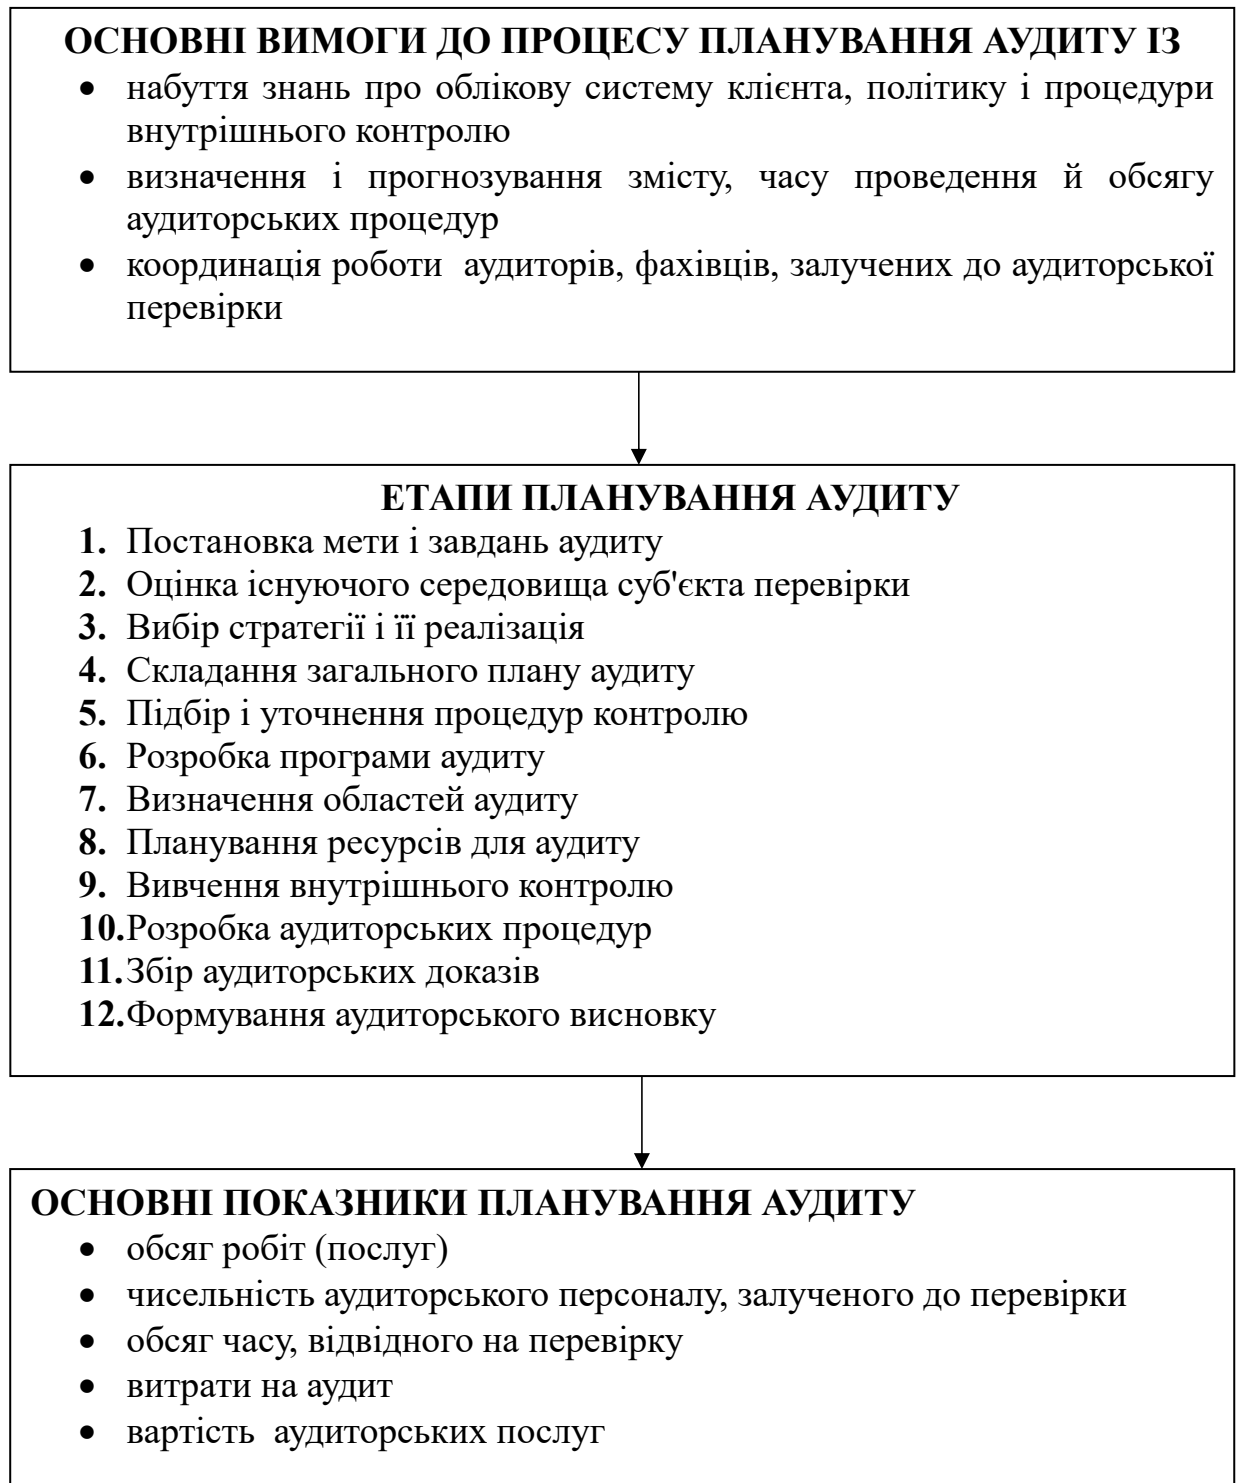 ОСНОВНІ ВИМОГИ ДО ПРОЦЕСУ ПЛАНУВАННЯ АУДИТУ ІЗ
• набуття знань про облікову систему клієнта, політику і процедури
внутрішнього контролю
• визначення і прогнозування змісту, часу проведення й обсягу
аудиторських процедур
• координація роботи аудиторів, фахівців, залучених до аудиторської
перевірки
ЕТАПИ ПЛАНУВАННЯ АУДИТУ
1. Постановка мети і завдань аудиту
2. Оцінка існуючого середовища суб'єкта перевірки
3. Вибір стратегії і її реалізація
4. Складання загального плану аудиту
5. Підбір і уточнення процедур контролю
6. Розробка програми аудиту
7. Визначення областей аудиту
8. Планування ресурсів для аудиту
9. Вивчення внутрішнього контролю
10.Розробка аудиторських процедур
11.Збір аудиторських доказів
12.Формування аудиторського висновку
ОСНОВНІ ПОКАЗНИКИ ПЛАНУВАННЯ АУДИТУ
• обсяг робіт (послуг)
• чисельність аудиторського персоналу, залученого до перевірки
• обсяг часу, відвідного на перевірку
• витрати на аудит
• вартість аудиторських послуг